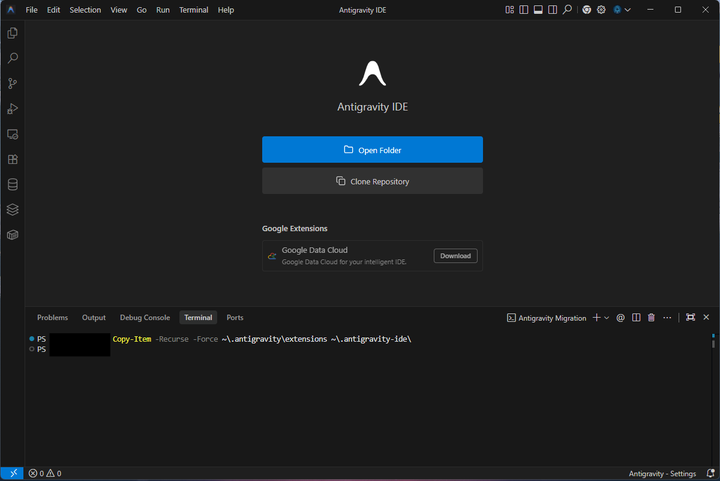 File Edit Selection View Go Run Terminal Help Antigravity IDE
Antigravity IDE
Open Folder
Clone Repository
Google Extensions
Google Data Cloud
Google Data Cloud for your intelligent IDE.
Download
Problems Output Debug Console Terminal Ports Antigravity Migration
PS Copy-Item -Recurse -Force ~\.antigravity\extensions ~\.antigravity-ide\
PS
0 0 Antigravity - Settings